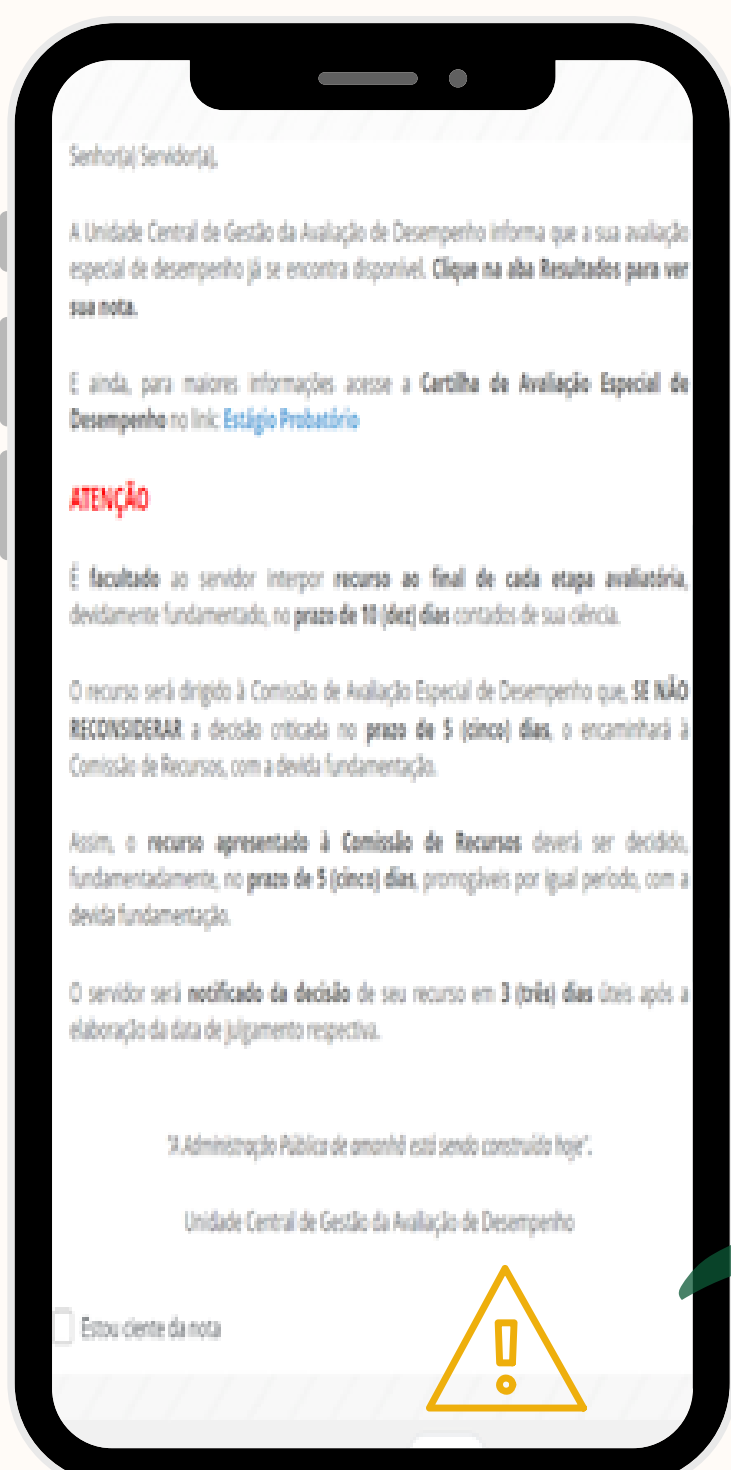 Senhor(a) Servidor(a),
A Unidade Central de Gestão da Avaliação de Desempenho informa que a sua avaliação
especial de desempenho já se encontra disponível. Clique na aba Resultados para ver
sua nota.
E ainda, para maiores informações acesse a Cartilha de Avaliação Especial de
Desempenho no link: Estágio Probatório
ATENÇÃO
É facultado ao servidor interpor recurso ao final de cada etapa avaliatória,
devidamente fundamentado, no prazo de 10 (dez) dias contados de sua ciência.
O recurso será dirigido à Comissão de Avaliação Especial de Desempenho que, SE NÃO
RECONSIDERAR a decisão criticada no prazo de 5 (cinco) dias, o encaminhará à
Comissão de Recursos, com a devida fundamentação.
Assim, o recurso apresentado à Comissão de Recursos deverá ser decidido,
fundamentadamente, no prazo de 5 (cinco) dias, prorrogáveis por igual período, com a
devida fundamentação.
O servidor será notificado da decisão de seu recurso em 3 (três) dias úteis após a
elaboração da data de julgamento respectiva.
"A Administração Pública de amanhã está sendo construída hoje".
Unidade Central de Gestão da Avaliação de Desempenho
Estou ciente da nota